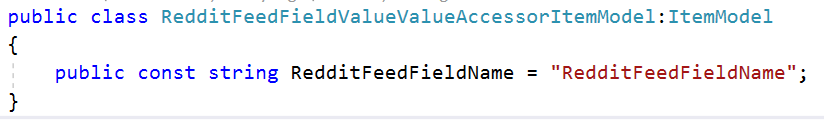 public class RedditFeedFieldValueValueAccessorItemModel:ItemModel
{
    public const string RedditFeedFieldName = "RedditFeedFieldName";
}